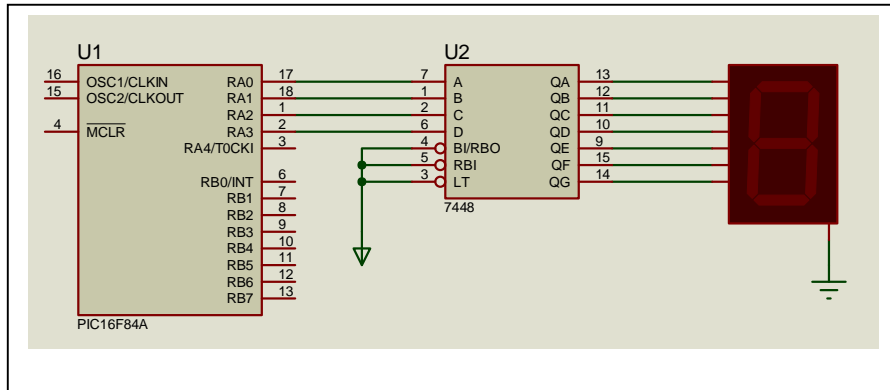 U1
16 OSC1/CLKIN RA0 17
15 OSC2/CLKOUT RA1 18
RA2 1
4 MCLR RA3 2
RA4/T0CKI 3
RB0/INT 6
RB1 7
RB2 8
RB3 9
RB4 10
RB5 11
RB6 12
RB7 13
PIC16F84A
U2
7 A QA 13
1 B QB 12
2 C QC 11
6 D QD 10
4 BI/RBO QE 9
5 RBI QF 15
3 LT QG 14
7448